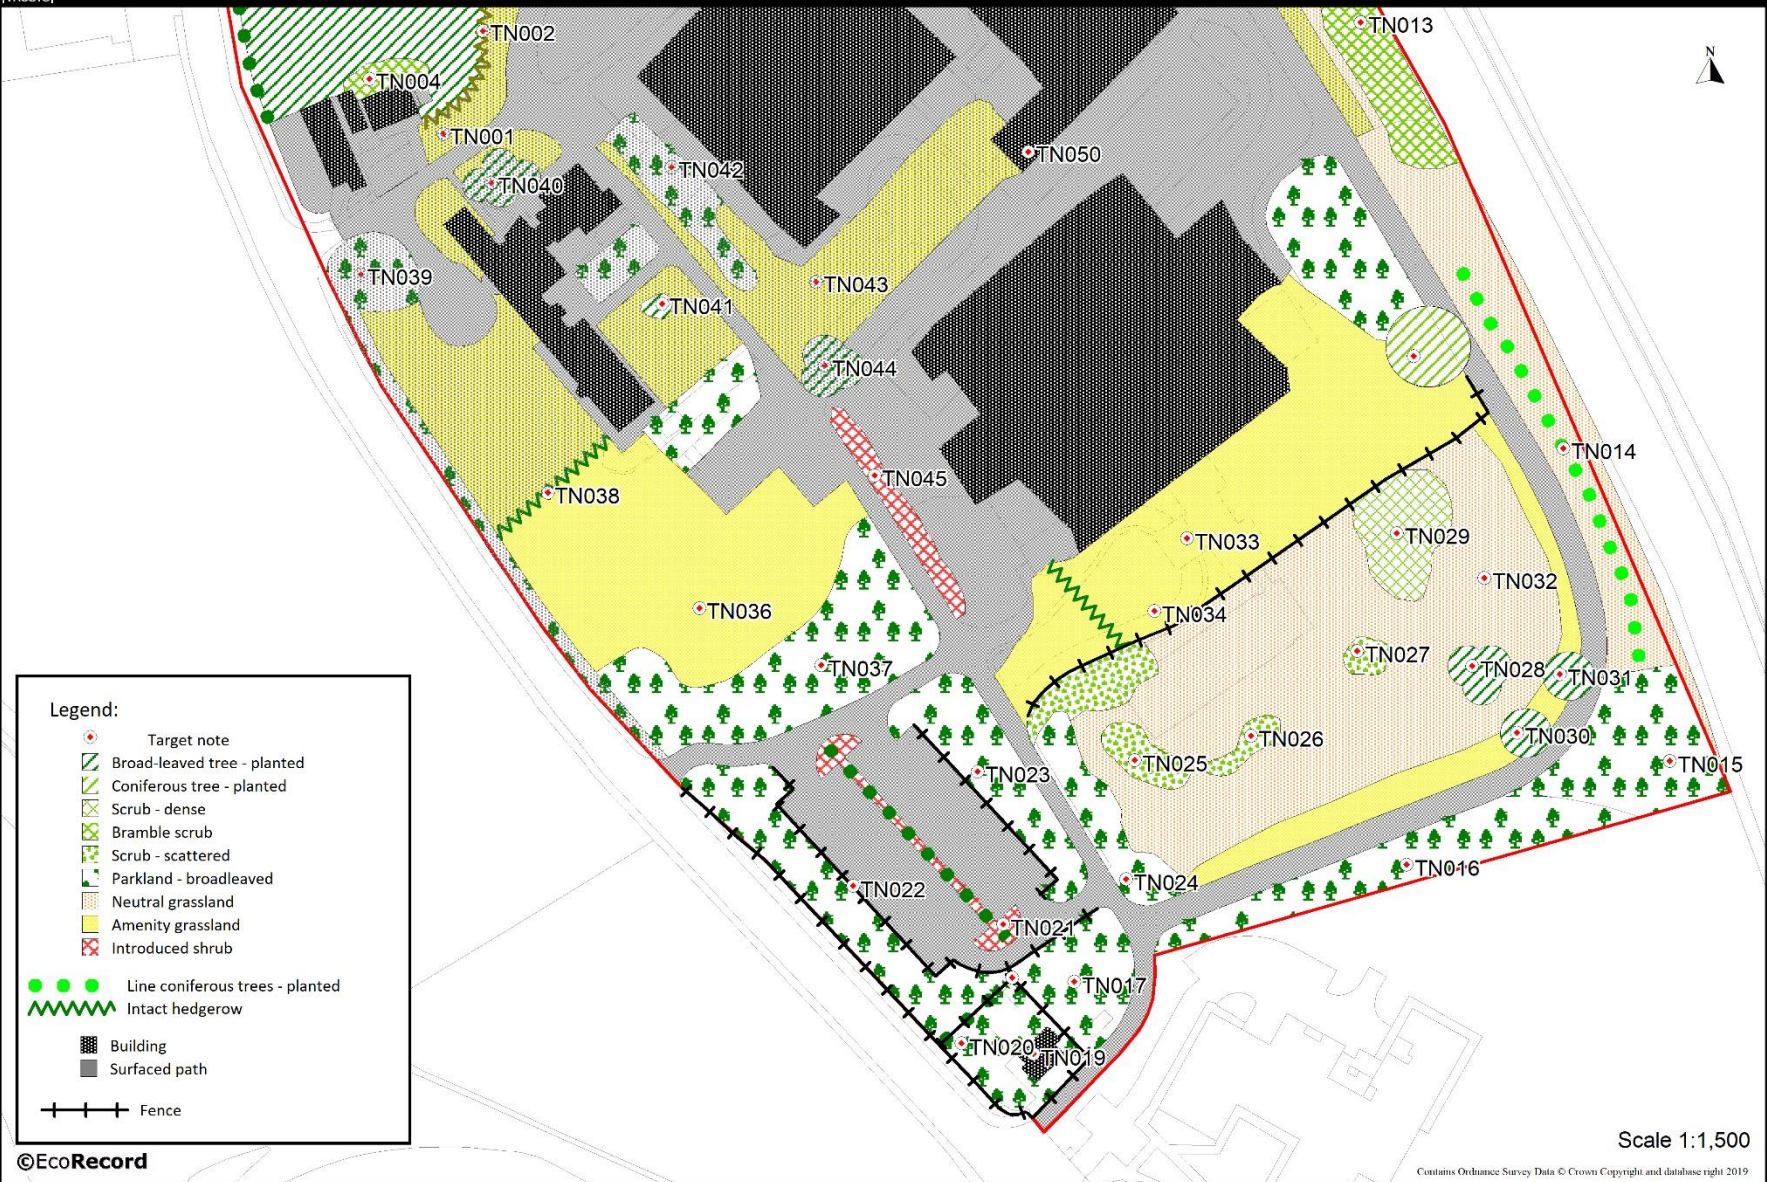 TN002
TN013
N
TN004
TN001
TN050
TN042
TN040
TN039
TN043
TN041
TN044
TN014
TN045
TN038
TN029
TN033
TN032
TN036
TN034
TN037
TN027
TN028
TN031
TN030
TN026
TN025
TN015
TN023
TN024
TN016
TN022
TN021
TN017
TN020
TN019
Legend:
Target note
Broad-leaved tree - planted
Coniferous tree - planted
Scrub - dense
Bramble scrub
Scrub - scattered
Parkland - broadleaved
Neutral grassland
Amenity grassland
Introduced shrub
Line coniferous trees - planted
Intact hedgerow
Building
Surfaced path
Fence
©EcoRecord
Scale 1:1,500
Contains Ordnance Survey Data © Crown Copyright and database right 2019